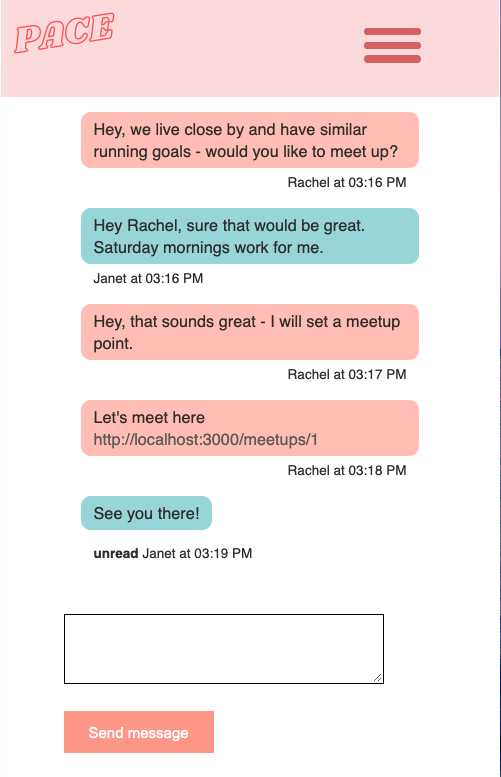 PACE
Hey, we live close by and have similar
running goals - would you like to meet up?
Rachel at 03:16 PM
Hey Rachel, sure that would be great.
Saturday mornings work for me.
Janet at 03:16 PM
Hey, that sounds great - I will set a meetup
point.
Rachel at 03:17 PM
Let's meet here
http://localhost:3000/meetups/1
Rachel at 03:18 PM
See you there!
unread Janet at 03:19 PM
Send message